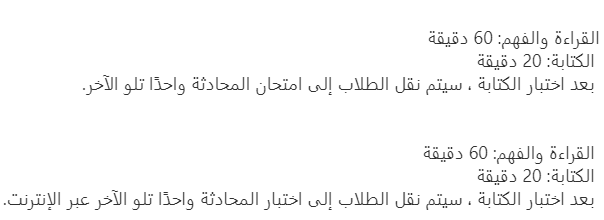 القراءة والفهم: 60 دقيقة
الكتابة: 20 دقيقة
بعد اختبار الكتابة ، سيتم نقل الطلاب إلى امتحان المحادثة واحدًا تلو الآخر.
القراءة والفهم: 60 دقيقة
الكتابة: 20 دقيقة
بعد اختبار الكتابة ، سيتم نقل الطلاب إلى اختبار المحادثة واحدًا تلو الآخر عبر الإنترنت.